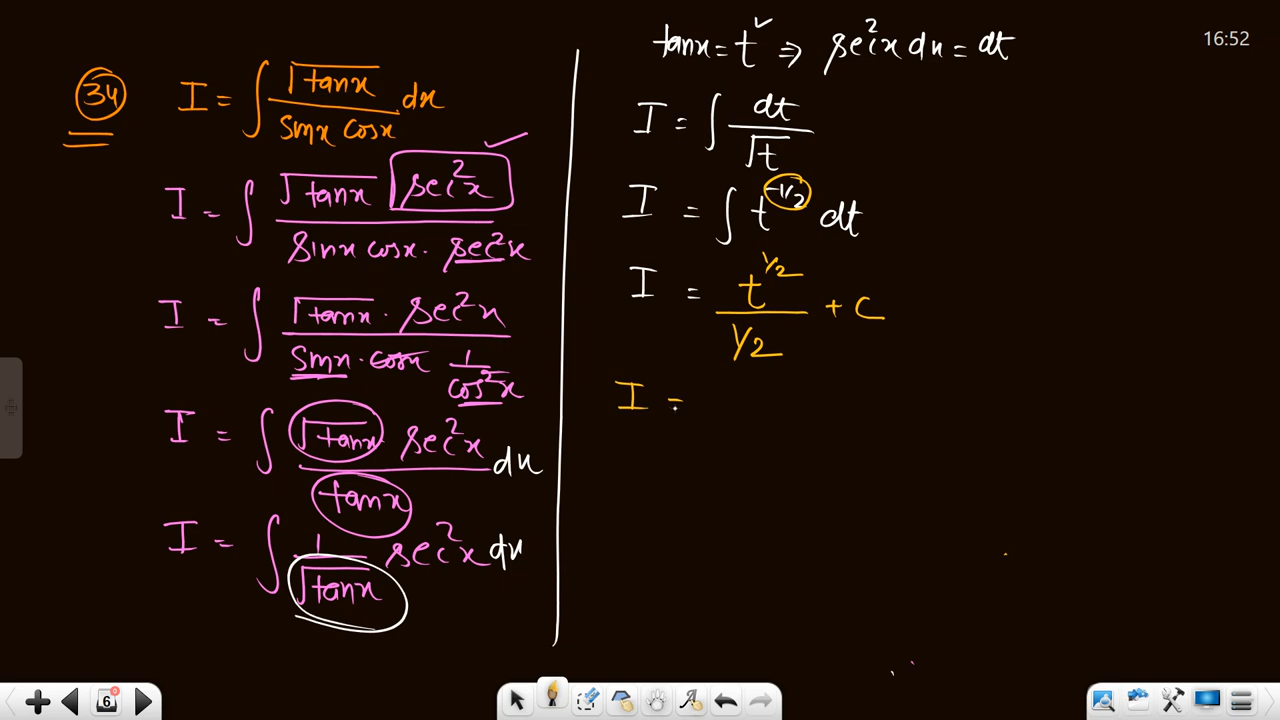 34 I = ∫ √tanx / sinx cosx dx
I = ∫ √tanx sec²x / sinx cosx · sec²x
I = ∫ √tanx · sec²x / sinx · cosx 1/cos²x
I = ∫ √tanx sec²x / tanx dx
I = ∫ 1/√tanx sec²x dx
tanx = t ⇒ sec²x dx = dt
I = ∫ dt / √t
I = ∫ t^-1/2 dt
I = t^1/2 / 1/2 + C
I =
16:52
6
0